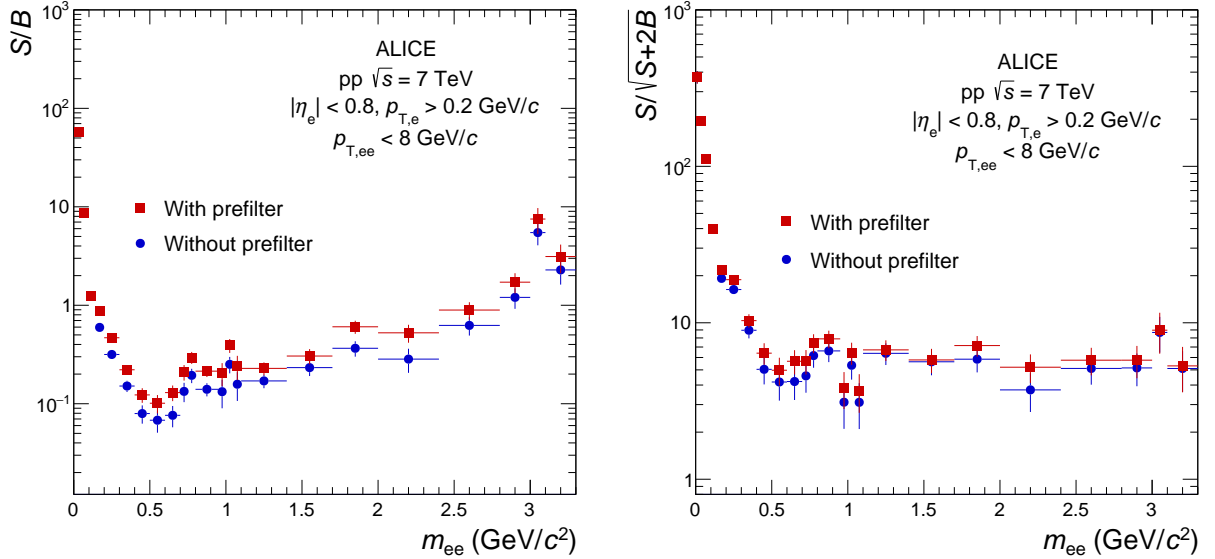 S/B
10³
10²
10
1
10⁻¹
ALICE
pp √s = 7 TeV
|ηₑ| < 0.8, p_T,e > 0.2 GeV/c
p_T,ee < 8 GeV/c
With prefilter
Without prefilter
0 0.5 1 1.5 2 2.5 3
m_ee (GeV/c²)
S/√S+2B
10³
10²
10
1
ALICE
pp √s = 7 TeV
|ηₑ| < 0.8, p_T,e > 0.2 GeV/c
p_T,ee < 8 GeV/c
With prefilter
Without prefilter
0 0.5 1 1.5 2 2.5 3
m_ee (GeV/c²)